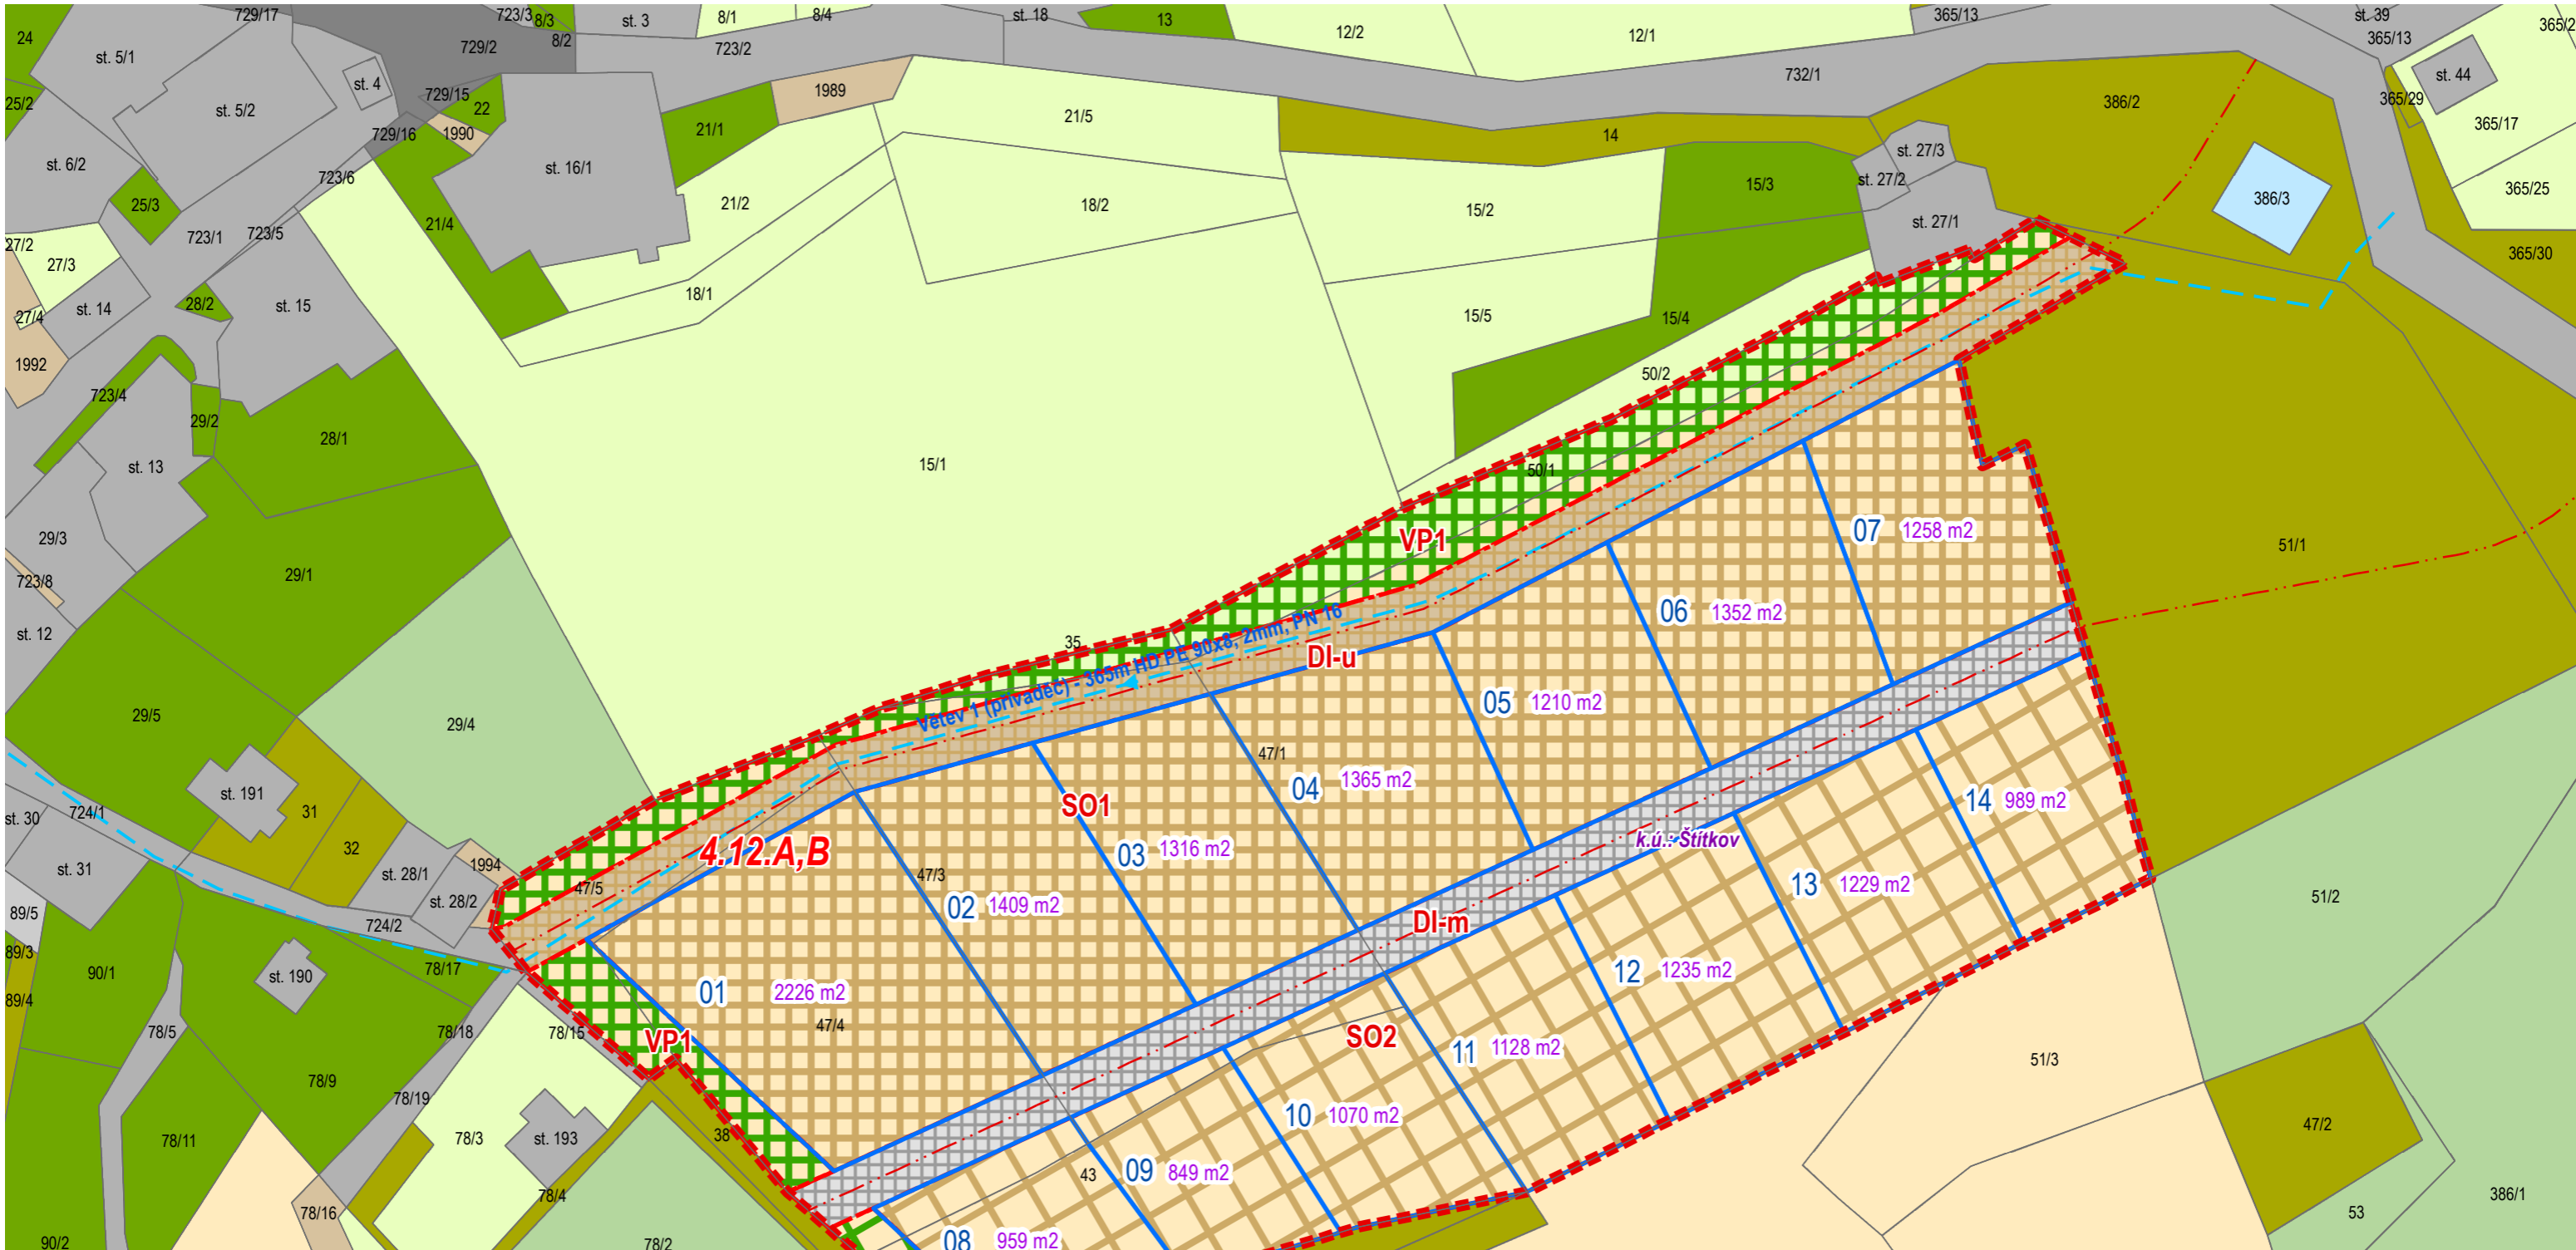 729/17
723/3
8/3
8/2
st. 3
8/1
8/4
st. 18
13
12/2
12/1
365/13
st. 39
365/13
24
st. 5/1
729/2
723/2
732/1
st. 44
st. 4
729/15
22
1989
21/5
386/2
365/29
25/2
st. 5/2
729/16
1990
21/1
14
365/17
st. 6/2
723/6
st. 16/1
st. 27/3
st. 27/2
15/3
365/25
25/3
21/4
21/2
18/2
15/2
386/3
723/1
723/5
st. 27/1
27/2
27/3
365/30
18/1
st. 14
28/2
st. 15
27/4
15/5
15/4
1992
50/2
723/4
29/2
28/1
st. 13
15/1
50/1
29/3
VP1
07 1258 m2
51/1
723/8
29/1
06 1352 m2
st. 12
35
Větev 1 (přivaděč) - 365m HD PE 90x8, 2mm, PN 16
DI-u
29/5
29/4
05 1210 m2
47/1
04 1365 m2
st. 191
31
SO1
14 989 m2
st. 30
724/1
32
4.12.A,B
03 1316 m2
k.ú.: Štítkov
st. 31
st. 28/1
1994
47/5
47/3
13 1229 m2
51/2
st. 28/2
02 1409 m2
89/5
724/2
DI-m
89/3
90/1
st. 190
78/17
12 1235 m2
89/4
01 2226 m2
78/5
78/18
78/15
47/4
VP1
SO2
11 1128 m2
51/3
78/9
78/19
10 1070 m2
78/11
78/3
st. 193
38
47/2
43
09 849 m2
78/4
386/1
78/16
53
90/2
78/2
08 959 m2